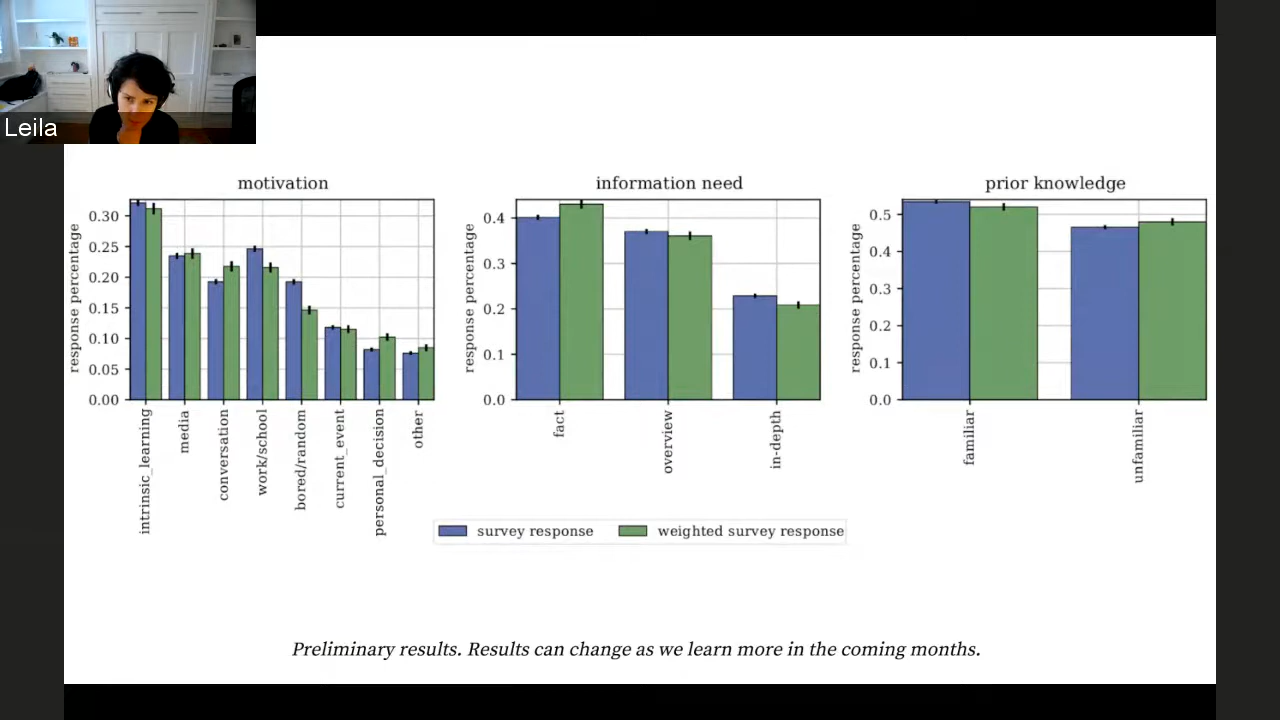 Leila
motivation
response percentage
0.30
0.25
0.20
0.15
0.10
0.05
0.00
intrinsic_learning
media
conversation
work/school
bored/random
current_event
personal_decision
other
information need
response percentage
0.4
0.3
0.2
0.1
0.0
fact
overview
in-depth
prior knowledge
response percentage
0.5
0.4
0.3
0.2
0.1
0.0
familiar
unfamiliar
survey response
weighted survey response
Preliminary results. Results can change as we learn more in the coming months.